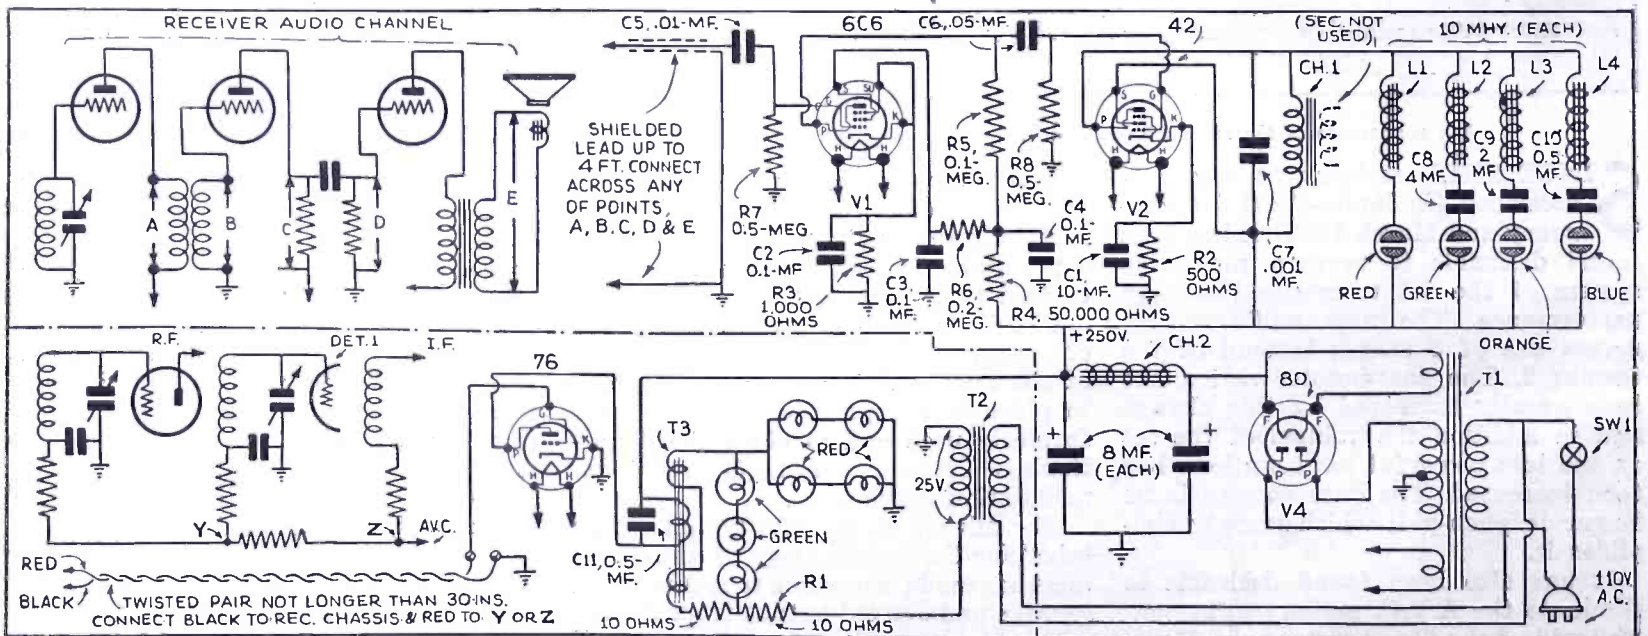 RECEIVER AUDIO CHANNEL
C5,.01-MF.
6C6
C6,.05-MF.
42
(SEC. NOT
USED)
10 MHY. (EACH)
CH.1
L1
L2
L3
L4
SHIELDED
LEAD UP TO
4 FT. CONNECT
ACROSS ANY
OF POINTS,
A, B, C, D & E
A
B
C
D
E
G
S
SU
P
K
H
H
V1
R7
0.5-MEG.
C2
0.1-MF
R3,
1,000
OHMS
C3,
0.1
MF.
R5,
0.1-
MEG.
R8
0.5-
MEG.
R6,
0.2-
MEG.
C4
0.1-
MF.
R4, 50,000 OHMS
S
G
P
K
H
H
V2
C1,
10-MF.
R2
500
OHMS
C7,
.001
MF.
C8
4 MF.
C9
2
MF
C10
0.5-
MF.
RED
GREEN
BLUE
ORANGE
R.F.
DET.1
I.F.
76
G
P
K
H
H
Y
Z
A.V.C.
RED
BLACK
TWISTED PAIR NOT LONGER THAN 30-INS.
CONNECT BLACK TO REC. CHASSIS & RED TO Y OR Z
T3
C11, 0.5-
MF.
RED
GREEN
R1
10 OHMS
10 OHMS
T2
25V.
+250V.
CH.2
+
+
8 MF.
(EACH)
80
F
F
P
P
V4
T1
SW1
110V.
A.C.